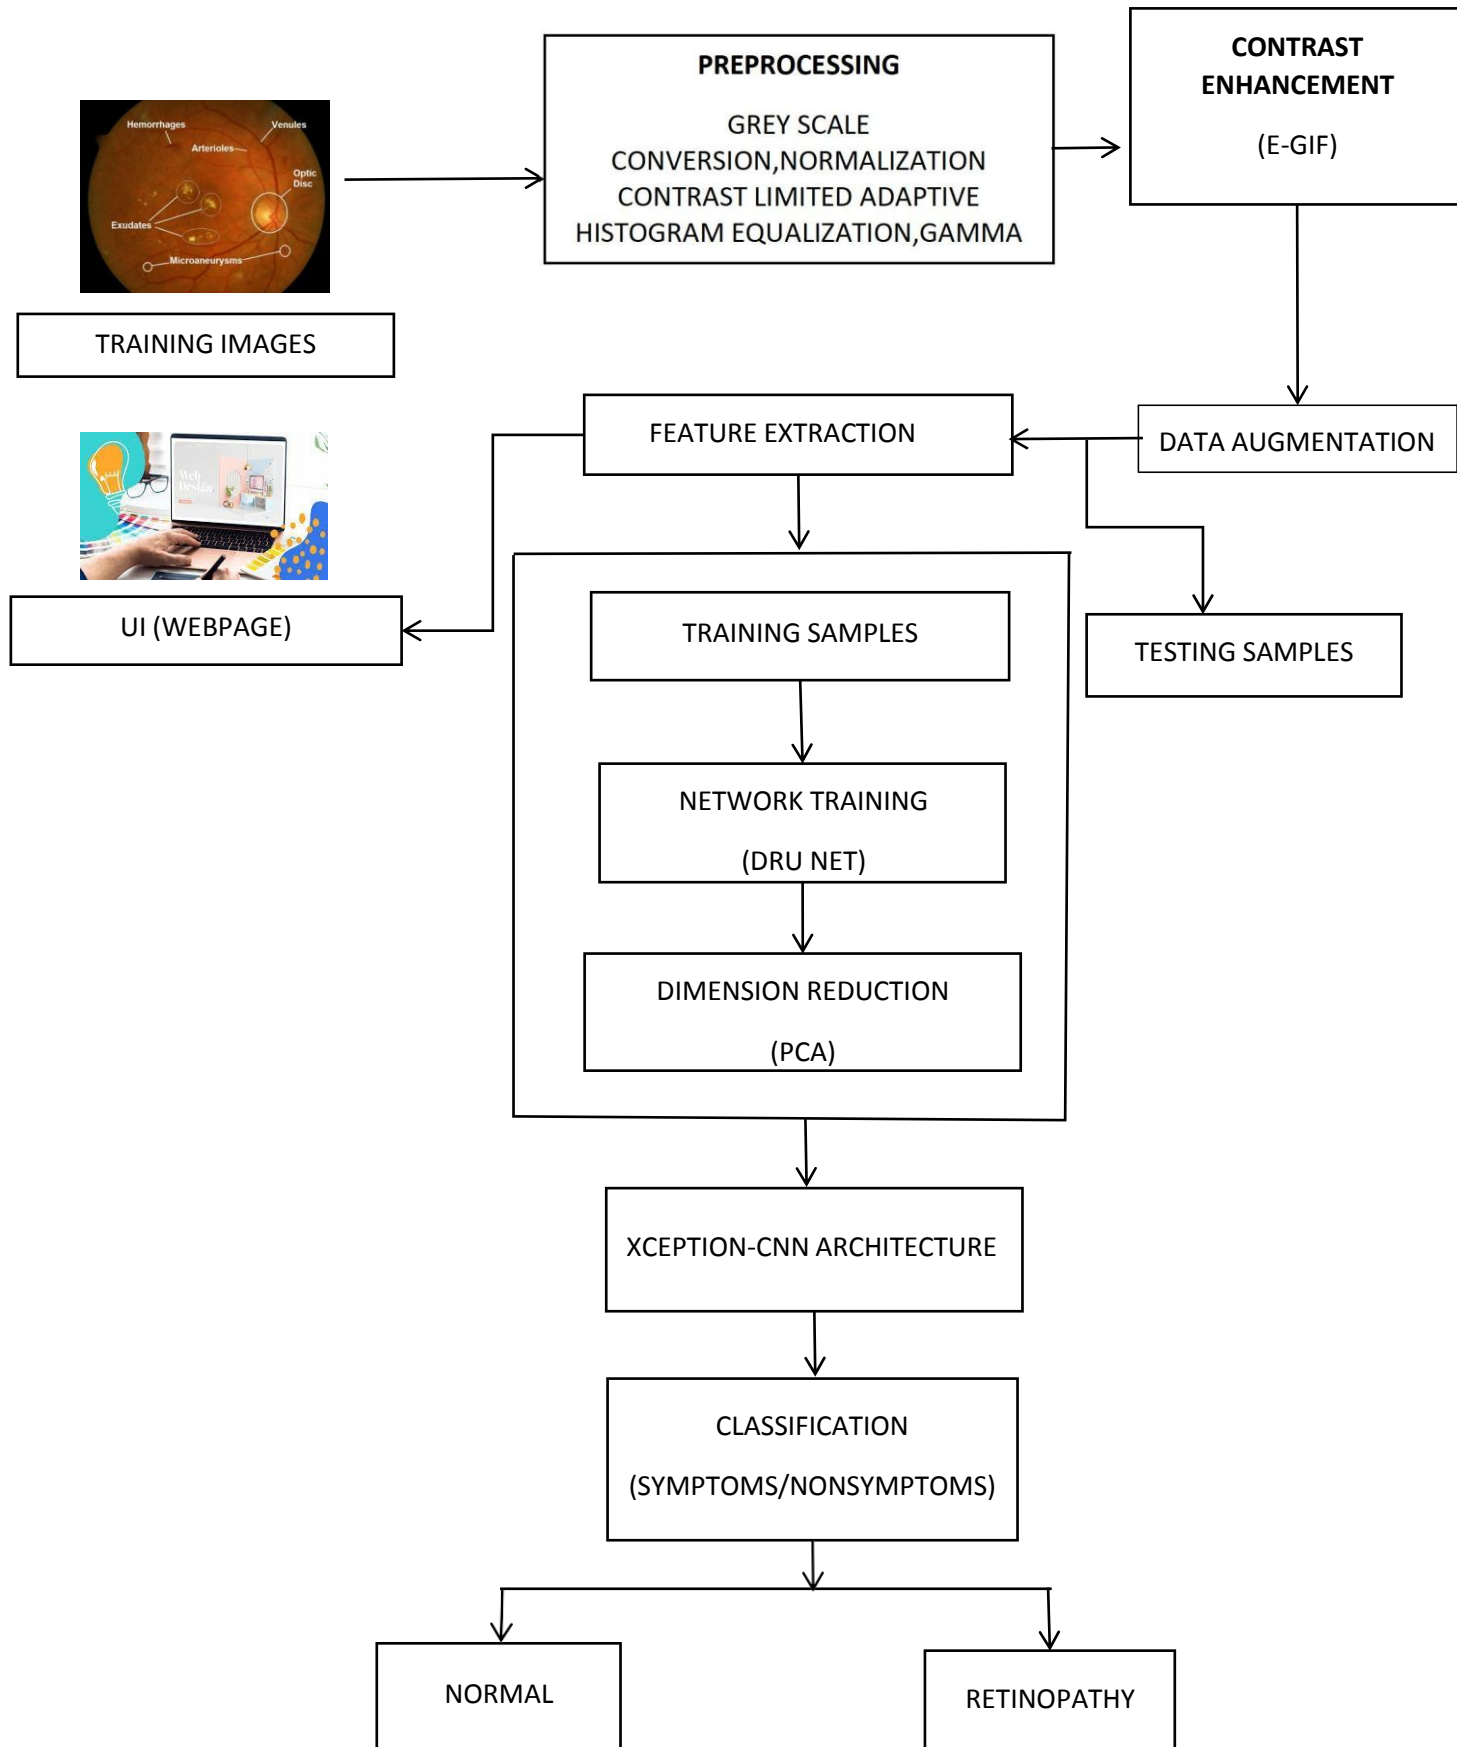 PREPROCESSING
GREY SCALE
CONVERSION,NORMALIZATION
CONTRAST LIMITED ADAPTIVE
HISTOGRAM EQUALIZATION,GAMMA
CONTRAST
ENHANCEMENT
(E-GIF)
Hemorrhages
Venules
Arterioles
Optic
Disc
Exudates
Microaneurysms
TRAINING IMAGES
FEATURE EXTRACTION
DATA AUGMENTATION
Web
Design
UI (WEBPAGE)
TRAINING SAMPLES
TESTING SAMPLES
NETWORK TRAINING
(DRU NET)
DIMENSION REDUCTION
(PCA)
XCEPTION-CNN ARCHITECTURE
CLASSIFICATION
(SYMPTOMS/NONSYMPTOMS)
NORMAL
RETINOPATHY